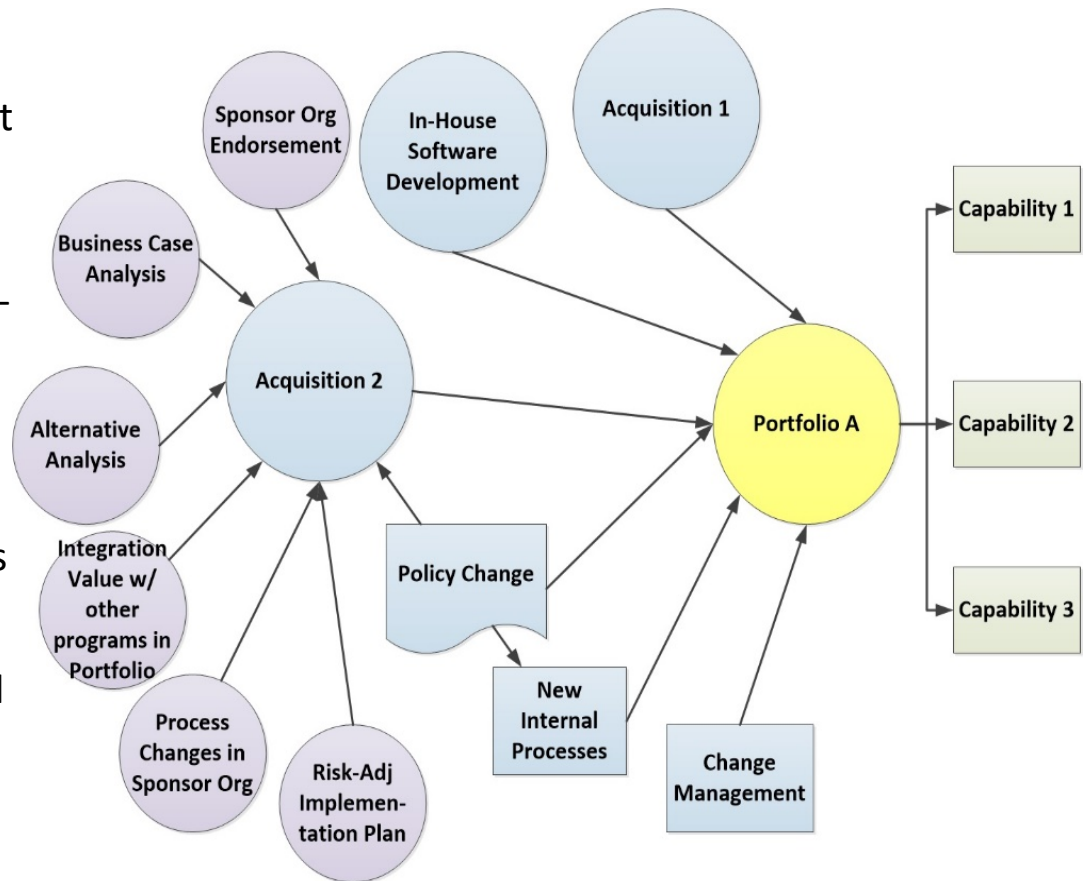 t
Sponsor Org
Endorsement
In-House
Software
Development
Acquisition 1
Capability 1
Business Case
Analysis
–
Acquisition 2
Portfolio A
Capability 2
Alternative
Analysis
s
Integration
Value w/
other
programs in
Portfolio
Policy Change
Capability 3
New
Internal
Processes
Process
Changes in
Sponsor Org
Risk-Adj
Implemen-
tation Plan
Change
Management